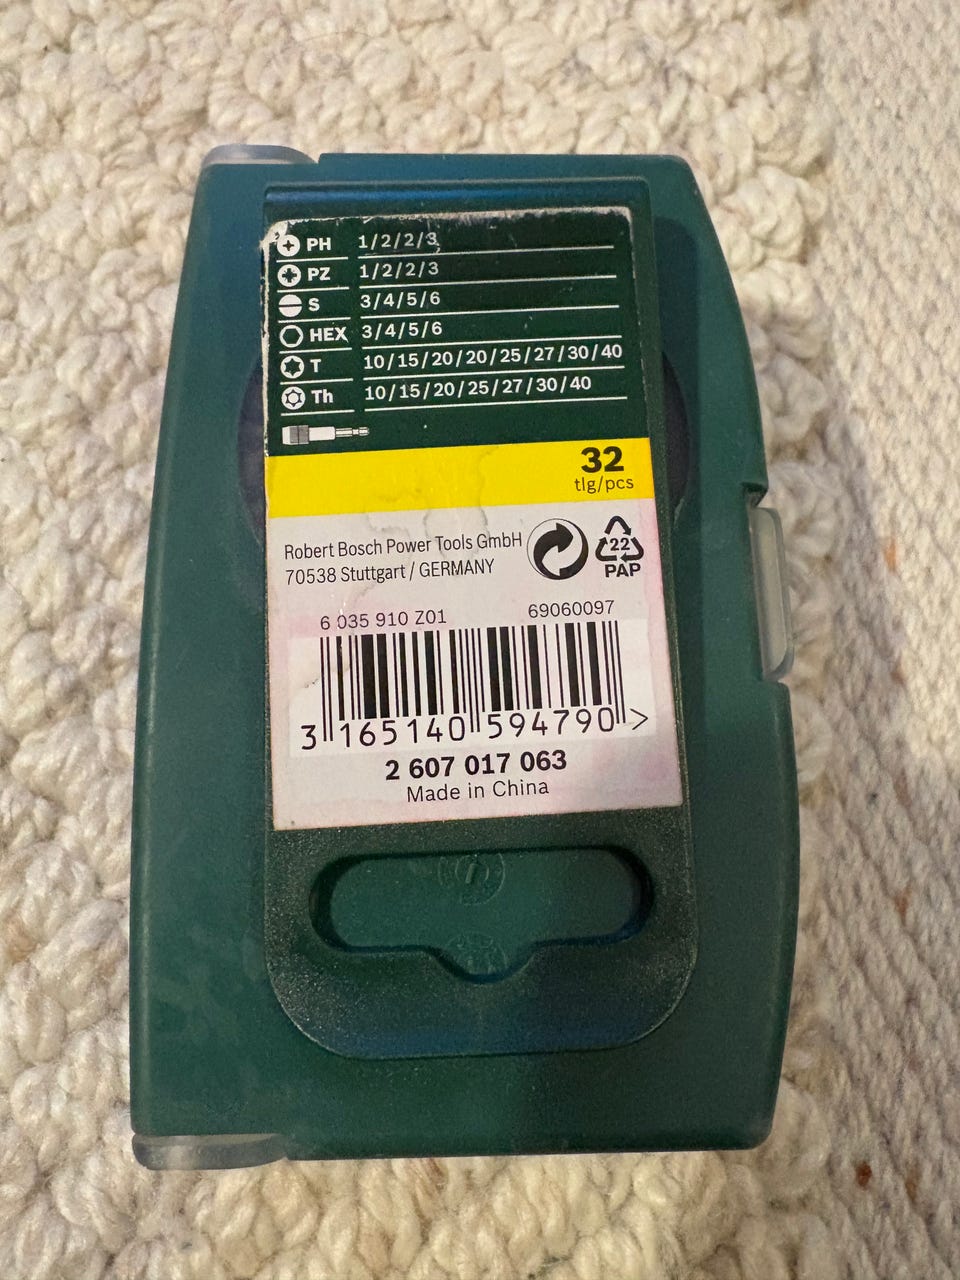 PH 1/2/2/3
PZ 1/2/2/3
S 3/4/5/6
HEX 3/4/5/6
T 10/15/20/20/25/27/30/40
Th 10/15/20/25/27/30/40
32
tlg/pcs
Robert Bosch Power Tools GmbH
70538 Stuttgart / GERMANY
22
PAP
6 035 910 Z01 69060097
3 165140 594790 >
2 607 017 063
Made in China